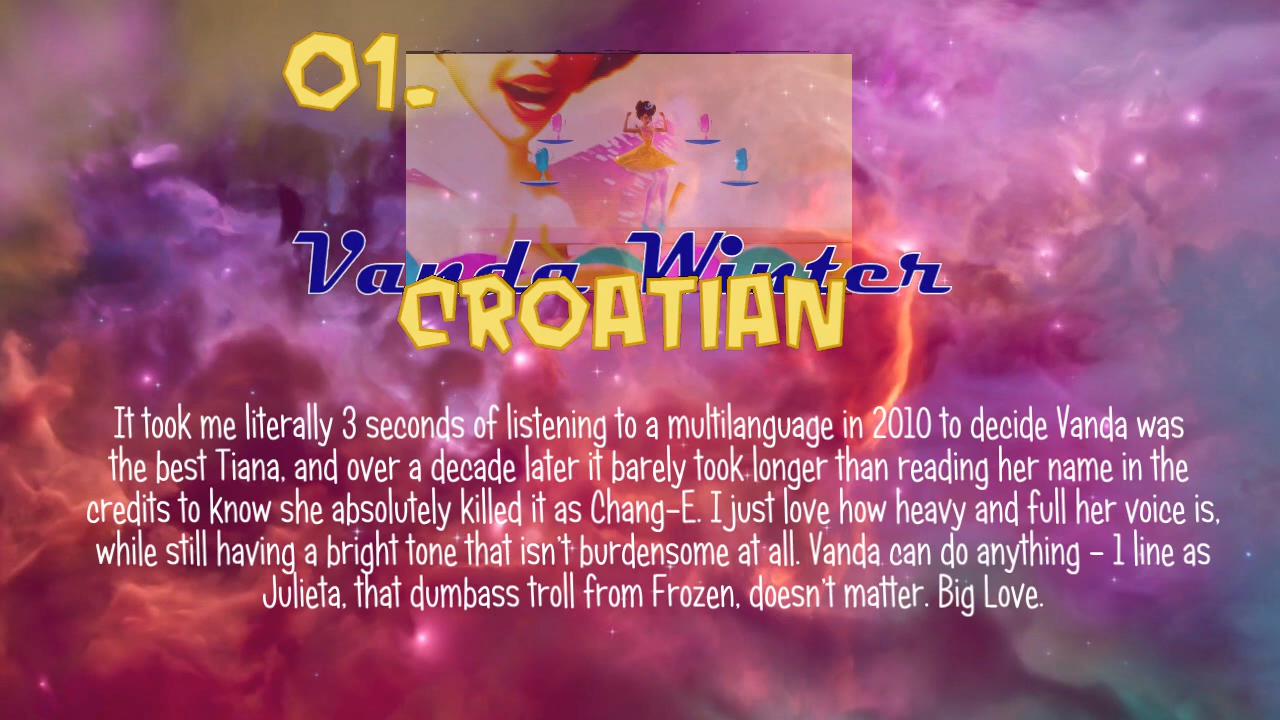 01.
Vanda Winter
CROATIAN
It took me literally 3 seconds of listening to a multilanguage in 2010 to decide Vanda was
the best Tiana, and over a decade later it barely took longer than reading her name in the
credits to know she absolutely killed it as Chang-E. I just love how heavy and full her voice is,
while still having a bright tone that isn't burdensome at all. Vanda can do anything - 1 line as
Julieta, that dumbass troll from Frozen, doesn't matter. Big Love.